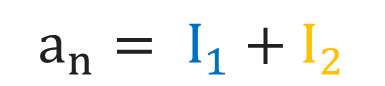 aₙ = I₁ + I₂